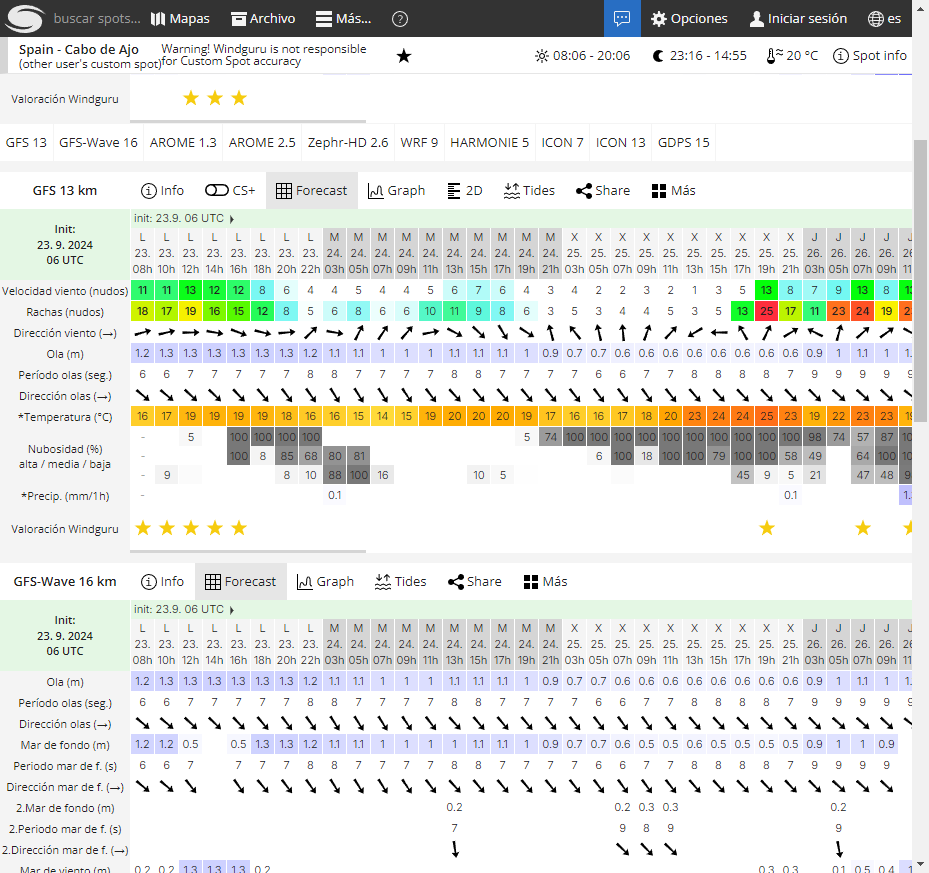 buscar spots... Mapas Archivo Más... ? Opciones Iniciar sesión es
Spain - Cabo de Ajo
(other user's custom spot)
Warning! Windguru is not responsible
for Custom Spot accuracy
08:06 - 20:06 23:16 - 14:55 20 °C Spot info
Valoración Windguru
GFS 13 GFS-Wave 16 AROME 1.3 AROME 2.5 Zephr-HD 2.6 WRF 9 HARMONIE 5 ICON 7 ICON 13 GDPS 15
GFS 13 km Info CS+ Forecast Graph 2D Tides Share Más
init: 23.9. 06 UTC
Init:
23. 9. 2024
06 UTC
L L L L L L L L M M M M M M M M M M X X X X X X X X X X J J J J J
23. 23. 23. 23. 23. 23. 23. 23. 24. 24. 24. 24. 24. 24. 24. 24. 24. 24. 25. 25. 25. 25. 25. 25. 25. 25. 25. 25. 26. 26. 26. 26.
08h 10h 12h 14h 16h 18h 20h 22h 03h 05h 07h 09h 11h 13h 15h 17h 19h 21h 03h 05h 07h 09h 11h 13h 15h 17h 19h 21h 03h 05h 07h 09h 11
Velocidad viento (nudos) 11 11 13 12 12 8 6 4 4 5 4 4 5 6 7 6 4 3 4 3 2 4 2 3 1 3 5 13 8 7 9 13 8
Rachas (nudos) 18 17 19 16 15 12 8 5 6 8 5 6 10 11 9 8 6 3 5 3 4 4 5 3 5 13 25 17 11 23 24 19
Dirección viento (→)
Ola (m) 1.2 1.3 1.3 1.3 1.3 1.3 1.3 1.2 1.1 1.1 1 1 1 1.1 1.1 1.1 1 0.9 0.7 0.7 0.6 0.6 0.6 0.6 0.6 0.6 0.6 0.6 0.9 1 1.1 1
Período olas (seg.) 6 6 7 7 7 7 7 8 8 7 7 7 7 8 8 7 7 7 7 6 6 7 7 8 8 8 8 7 9 9 9 9
Dirección olas (→)
*Temperatura (°C) 16 17 19 19 19 19 18 16 16 15 14 15 19 20 20 20 19 17 16 16 17 18 20 23 24 24 25 23 19 22 23 23
Nubosidad (%)
alta / media / baja
- 5 100 100 100 100 5 74 100 100 100 100 100 100 100 100 100 100 98 74 57 87
- 100 8 85 68 80 81 6 100 18 100 100 79 100 100 58 49 64 100
- 9 8 10 88 100 16 10 5 45 9 5 21 47 48
*Precip. (mm/1h) - 0.1 0.1
Valoración Windguru
GFS-Wave 16 km Info Forecast Graph Tides Share Más
init: 23.9. 06 UTC
Init:
23. 9. 2024
06 UTC
L L L L L L L L M M M M M M M M M M X X X X X X X X X X J J J J J
23. 23. 23. 23. 23. 23. 23. 23. 24. 24. 24. 24. 24. 24. 24. 24. 24. 24. 25. 25. 25. 25. 25. 25. 25. 25. 25. 25. 26. 26. 26. 26.
08h 10h 12h 14h 16h 18h 20h 22h 03h 05h 07h 09h 11h 13h 15h 17h 19h 21h 03h 05h 07h 09h 11h 13h 15h 17h 19h 21h 03h 05h 07h 09h 11
Ola (m) 1.2 1.3 1.3 1.3 1.3 1.3 1.3 1.2 1.1 1.1 1 1 1 1.1 1.1 1.1 1 0.9 0.7 0.7 0.6 0.6 0.6 0.6 0.6 0.6 0.6 0.6 0.9 1 1.1 1
Período olas (seg.) 6 6 7 7 7 7 7 8 8 7 7 7 7 8 8 7 7 7 7 6 6 7 7 8 8 8 8 7 9 9 9 9
Dirección olas (→)
Mar de fondo (m) 1.2 1.2 0.5 0.5 1.3 1.3 1.2 1.1 1.1 1 1 1 1.1 1.1 1.1 1 0.9 0.7 0.7 0.6 0.5 0.5 0.6 0.5 0.5 0.5 0.5 0.9 1 1 0.9
Periodo mar de f. (s) 6 6 7 7 7 7 8 8 7 7 7 7 8 8 7 7 7 7 6 6 7 7 8 8 8 8 7 9 9 9 9
Dirección mar de f. (→)
2.Mar de fondo (m) 0.2 0.2 0.3 0.3 0.2
2.Periodo mar de f. (s) 7 9 8 9 9
2.Dirección mar de f. (→)
Mar de viento (m) 0.2 0.2 1.3 1.3 1.3 0.2 0.3 0.3 0.1 0.5 0.4